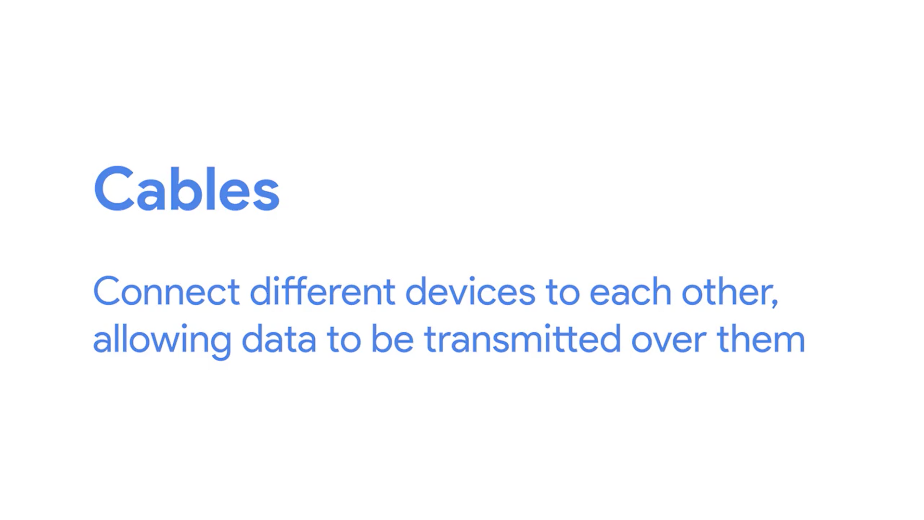 Cables
Connect different devices to each other,
allowing data to be transmitted over them